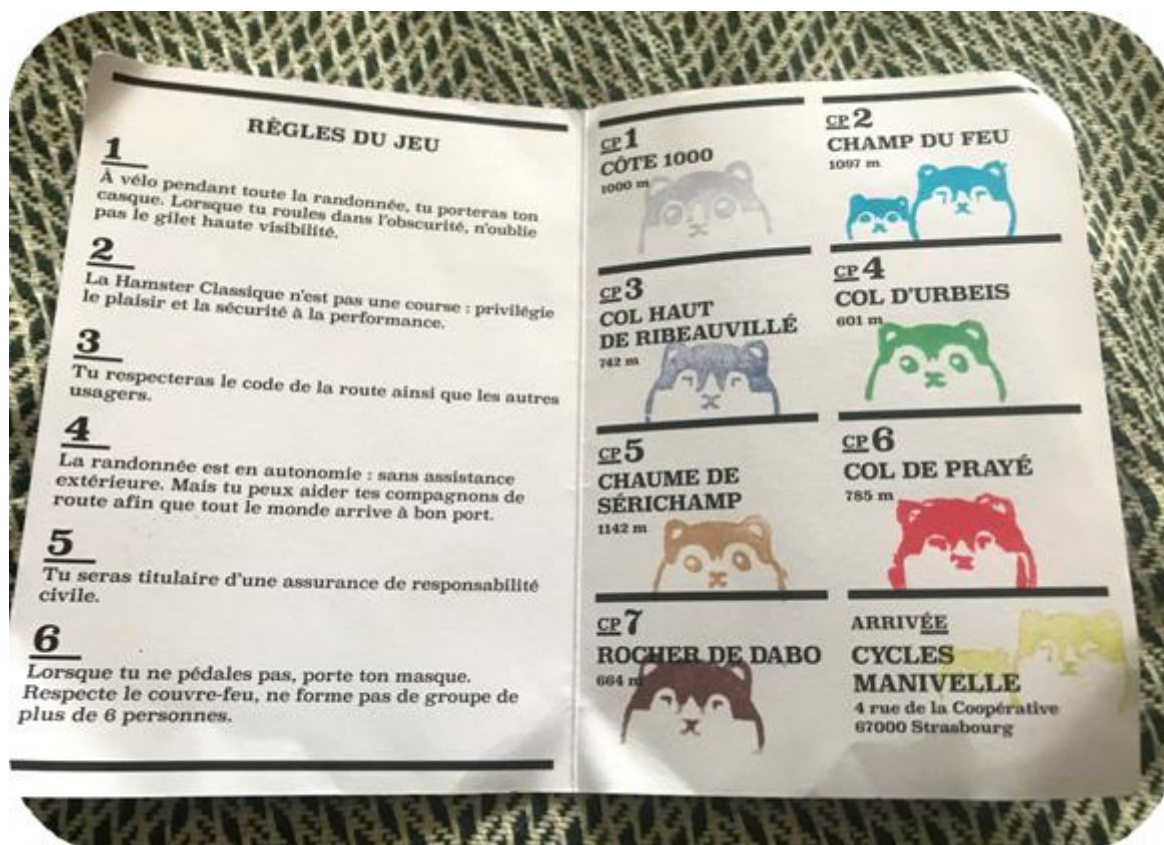 RÈGLES DU JEU
1
À vélo pendant toute la randonnée, tu porteras ton
casque. Lorsque tu roules dans l'obscurité, n'oublie
pas le gilet haute visibilité.
2
La Hamster Classique n'est pas une course : privilégie
le plaisir et la sécurité à la performance.
3
Tu respecteras le code de la route ainsi que les autres
usagers.
4
La randonnée est en autonomie : sans assistance
extérieure. Mais tu peux aider tes compagnons de
route afin que tout le monde arrive à bon port.
5
Tu seras titulaire d'une assurance de responsabilité
civile.
6
Lorsque tu ne pédales pas, porte ton masque.
Respecte le couvre-feu, ne forme pas de groupe de
plus de 6 personnes.
CP1
CÔTE 1000
1000 m
CP2
CHAMP DU FEU
1097 m
CP3
COL HAUT
DE RIBEAUVILLÉ
742 m
CP4
COL D'URBEIS
601 m
CP5
CHAUME DE
SÉRICHAMP
1142 m
CP6
COL DE PRAYÉ
785 m
CP7
ROCHER DE DABO
664 m
ARRIVÉE
CYCLES
MANIVELLE
4 rue de la Coopérative
67000 Strasbourg